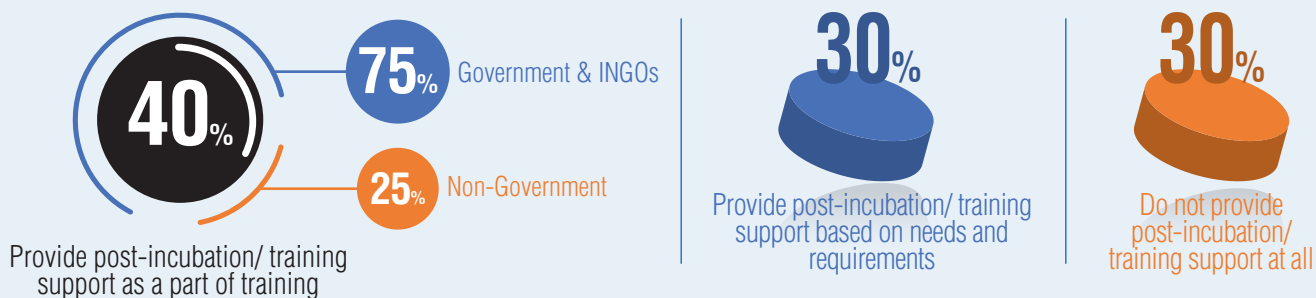 40%
75%
Government & INGOs
25%
Non-Government
Provide post-incubation/ training
support as a part of training
30%
Provide post-incubation/ training
support based on needs and
requirements
30%
Do not provide
post-incubation/
training support at all